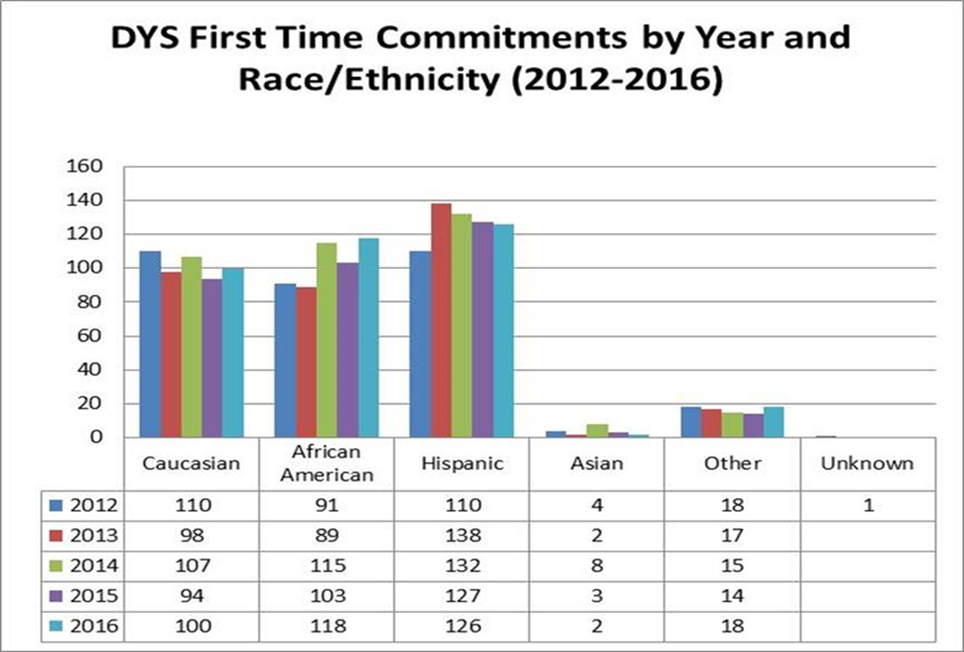 DYS First Time Commitments by Year and
Race/Ethnicity (2012-2016)
160
140
120
100
80
60
40
20
0
Caucasian African American Hispanic Asian Other Unknown
2012 110 91 110 4 18 1
2013 98 89 138 2 17
2014 107 115 132 8 15
2015 94 103 127 3 14
2016 100 118 126 2 18